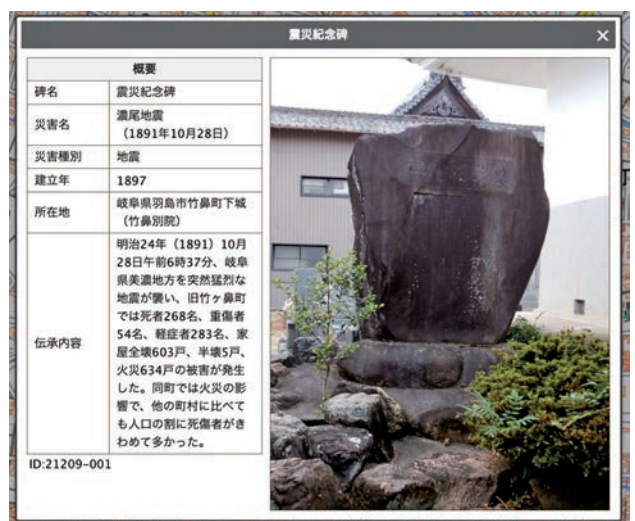 震災紀念碑 ×
概要
碑名 震災紀念碑
災害名 濃尾地震
（1891年10月28日）
災害種別 地震
建立年 1897
所在地 岐阜県羽島市竹鼻町下城
（竹鼻別院）
伝承内容
明治24年（1891）10月
28日午前6時37分、岐阜
県美濃地方を突然猛烈な
地震が襲い、旧竹ヶ鼻町
では死者268名、重傷者
54名、軽症者283名、家
屋全壊603戸、半壊5戸、
火災634戸の被害が発生
した。同町では火災の影
響で、他の町村に比べて
も人口の割に死傷者がき
わめて多かった。
ID:21209-001